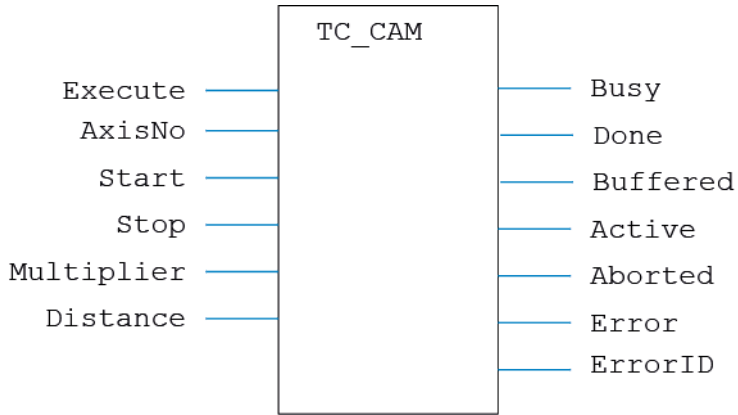 TC_CAM
Execute
AxisNo
Start
Stop
Multiplier
Distance
Busy
Done
Buffered
Active
Aborted
Error
ErrorID